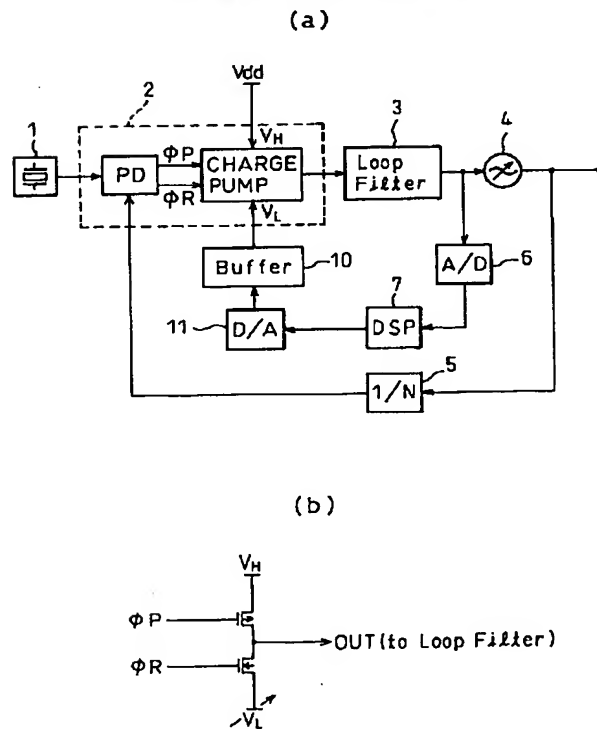 (a)
Vdd
2
3
4
1
ΦP
VH
PD
CHARGE PUMP
Loop Filter
ΦR
VL
Buffer
10
A/D
6
7
11
D/A
DSP
5
1/N
(b)
VH
ΦP
OUT(to Loop Filter)
ΦR
VL